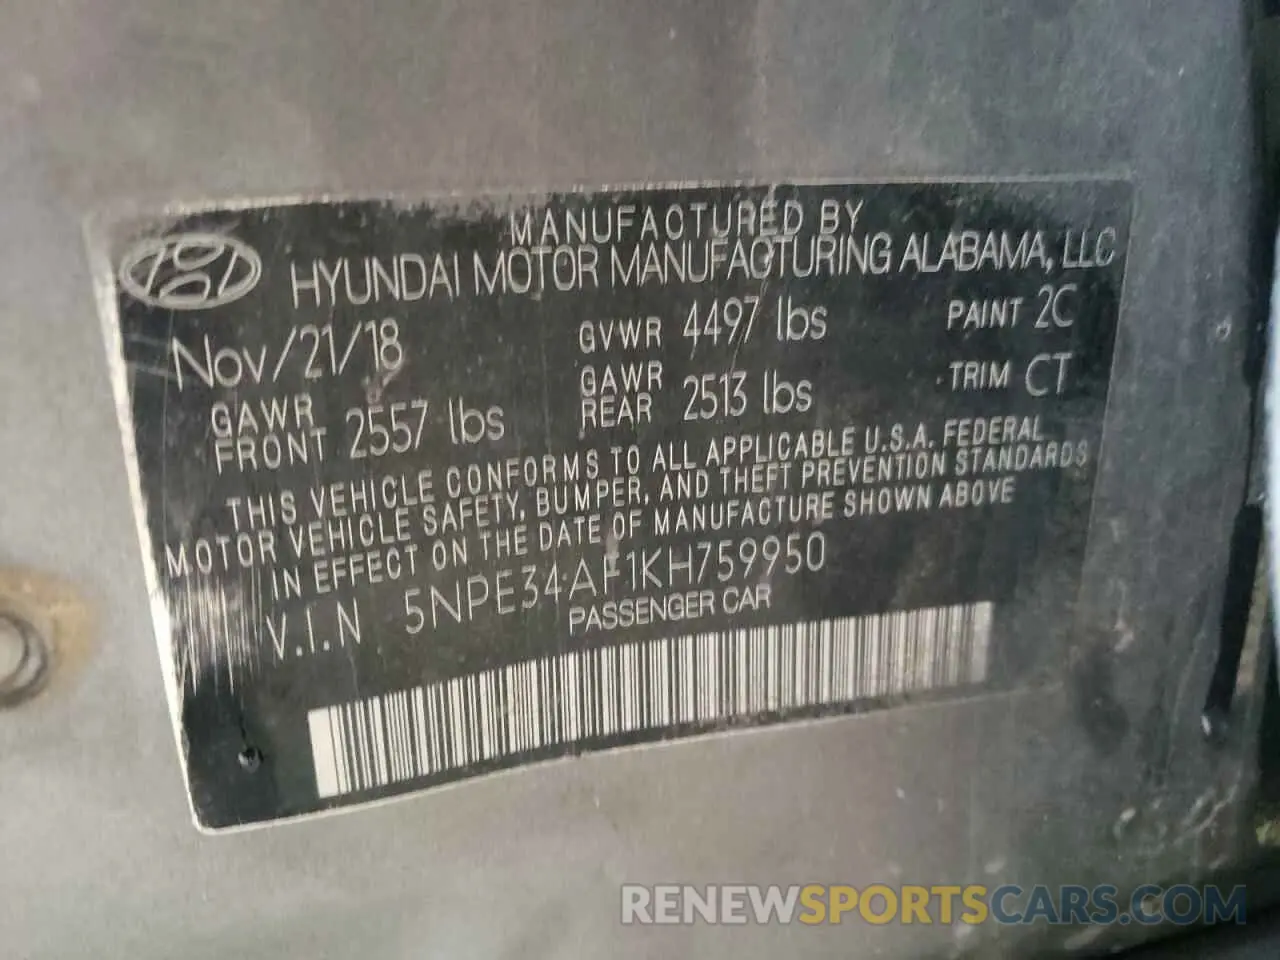 MANUFACTURED BY
HYUNDAI MOTOR MANUFACTURING ALABAMA, LLC
Nov/21/18 GVWR 4497 lbs PAINT 2C
GAWR FRONT 2557 lbs GAWR REAR 2513 lbs TRIM CT
THIS VEHICLE CONFORMS TO ALL APPLICABLE U.S.A. FEDERAL
MOTOR VEHICLE SAFETY, BUMPER, AND THEFT PREVENTION STANDARDS
IN EFFECT ON THE DATE OF MANUFACTURE SHOWN ABOVE
V.I.N 5NPE34AF1KH759950
PASSENGER CAR
RENEWSPORTSCARS.COM